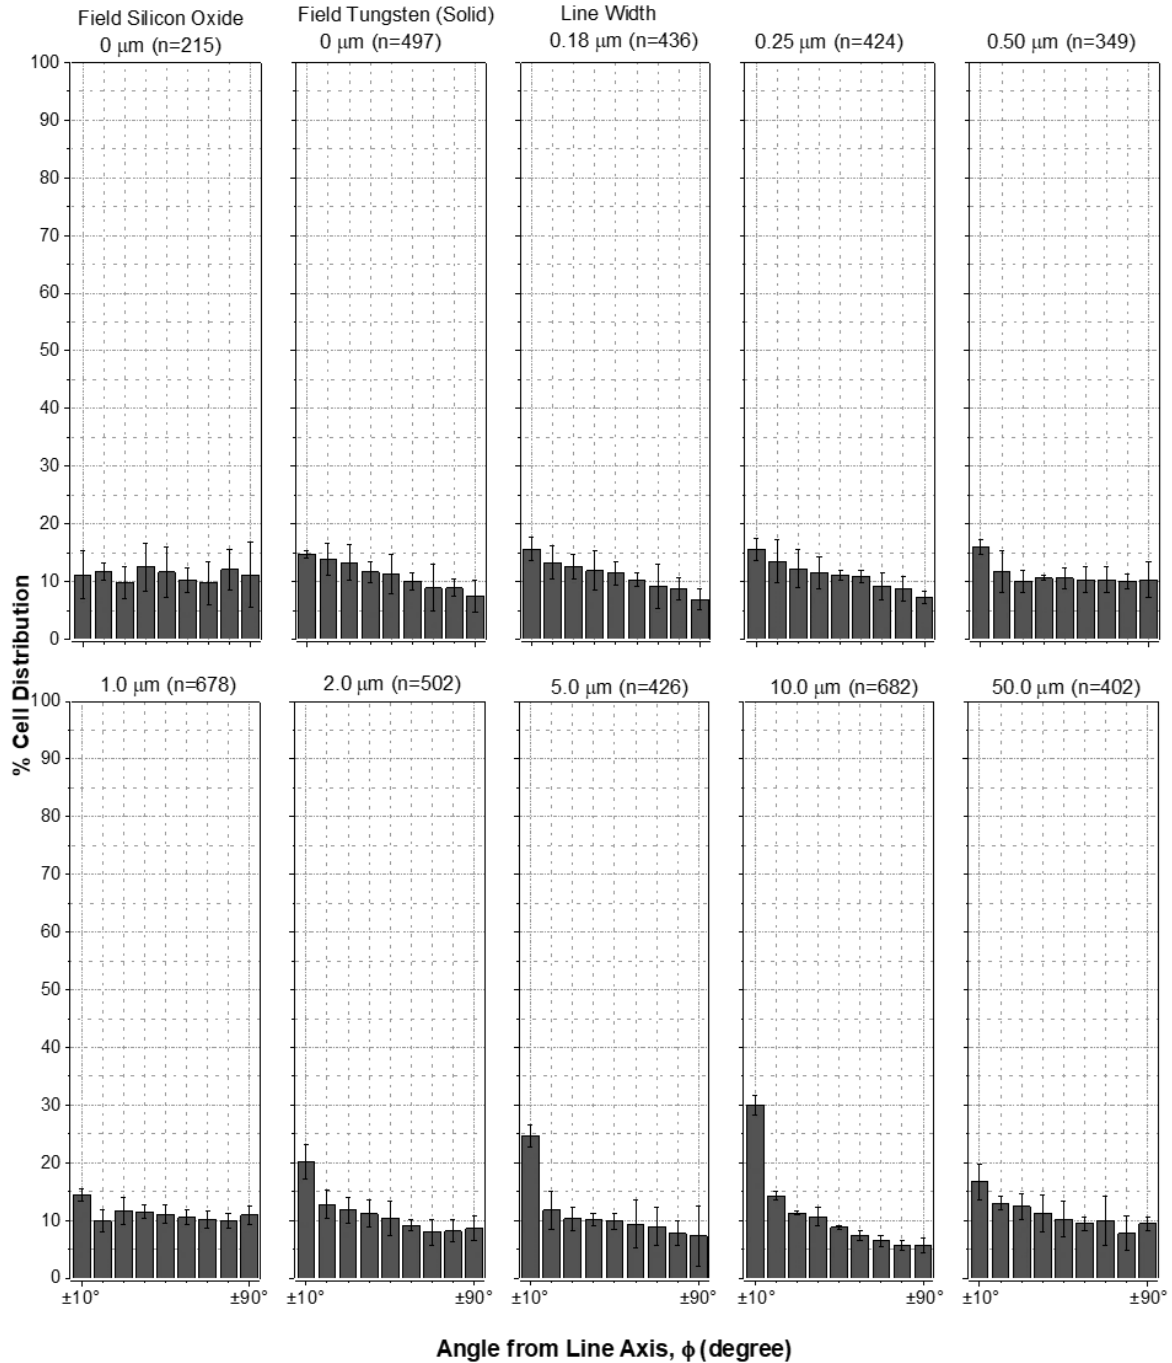 Field Silicon Oxide
0 μm (n=215)
Field Tungsten (Solid)
0 μm (n=497)
Line Width
0.18 μm (n=436)
0.25 μm (n=424)
0.50 μm (n=349)
100
90
80
70
60
50
40
30
20
10
0
% Cell Distribution
1.0 μm (n=678)
2.0 μm (n=502)
5.0 μm (n=426)
10.0 μm (n=682)
50.0 μm (n=402)
100
90
80
70
60
50
40
30
20
10
0
±10° ±90° ±10° ±90° ±10° ±90° ±10° ±90° ±10° ±90°
Angle from Line Axis, ϕ (degree)